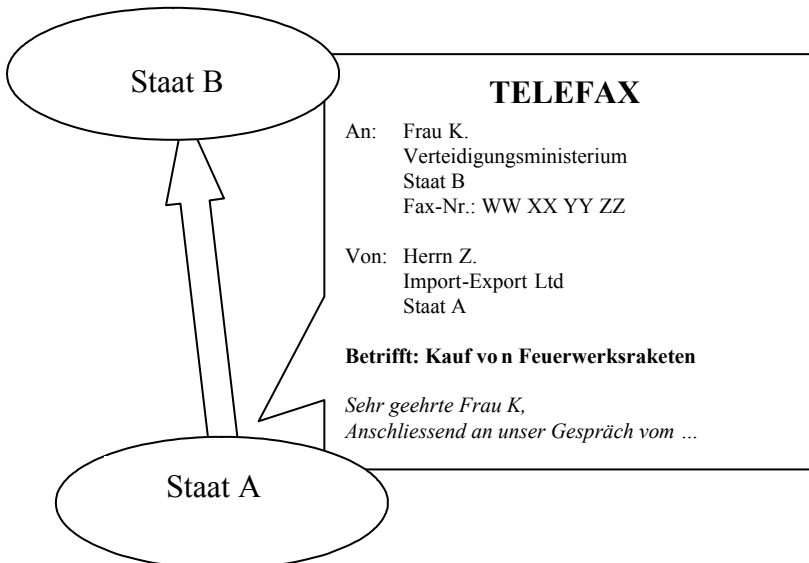 Staat B
TELEFAX
An: Frau K.
Verteidigungsministerium
Staat B
Fax-Nr.: WW XX YY ZZ
Von: Herrn Z.
Import-Export Ltd
Staat A
Betrifft: Kauf von Feuerwerksraketen
Sehr geehrte Frau K,
Anschliessend an unser Gespräch vom …
Staat A